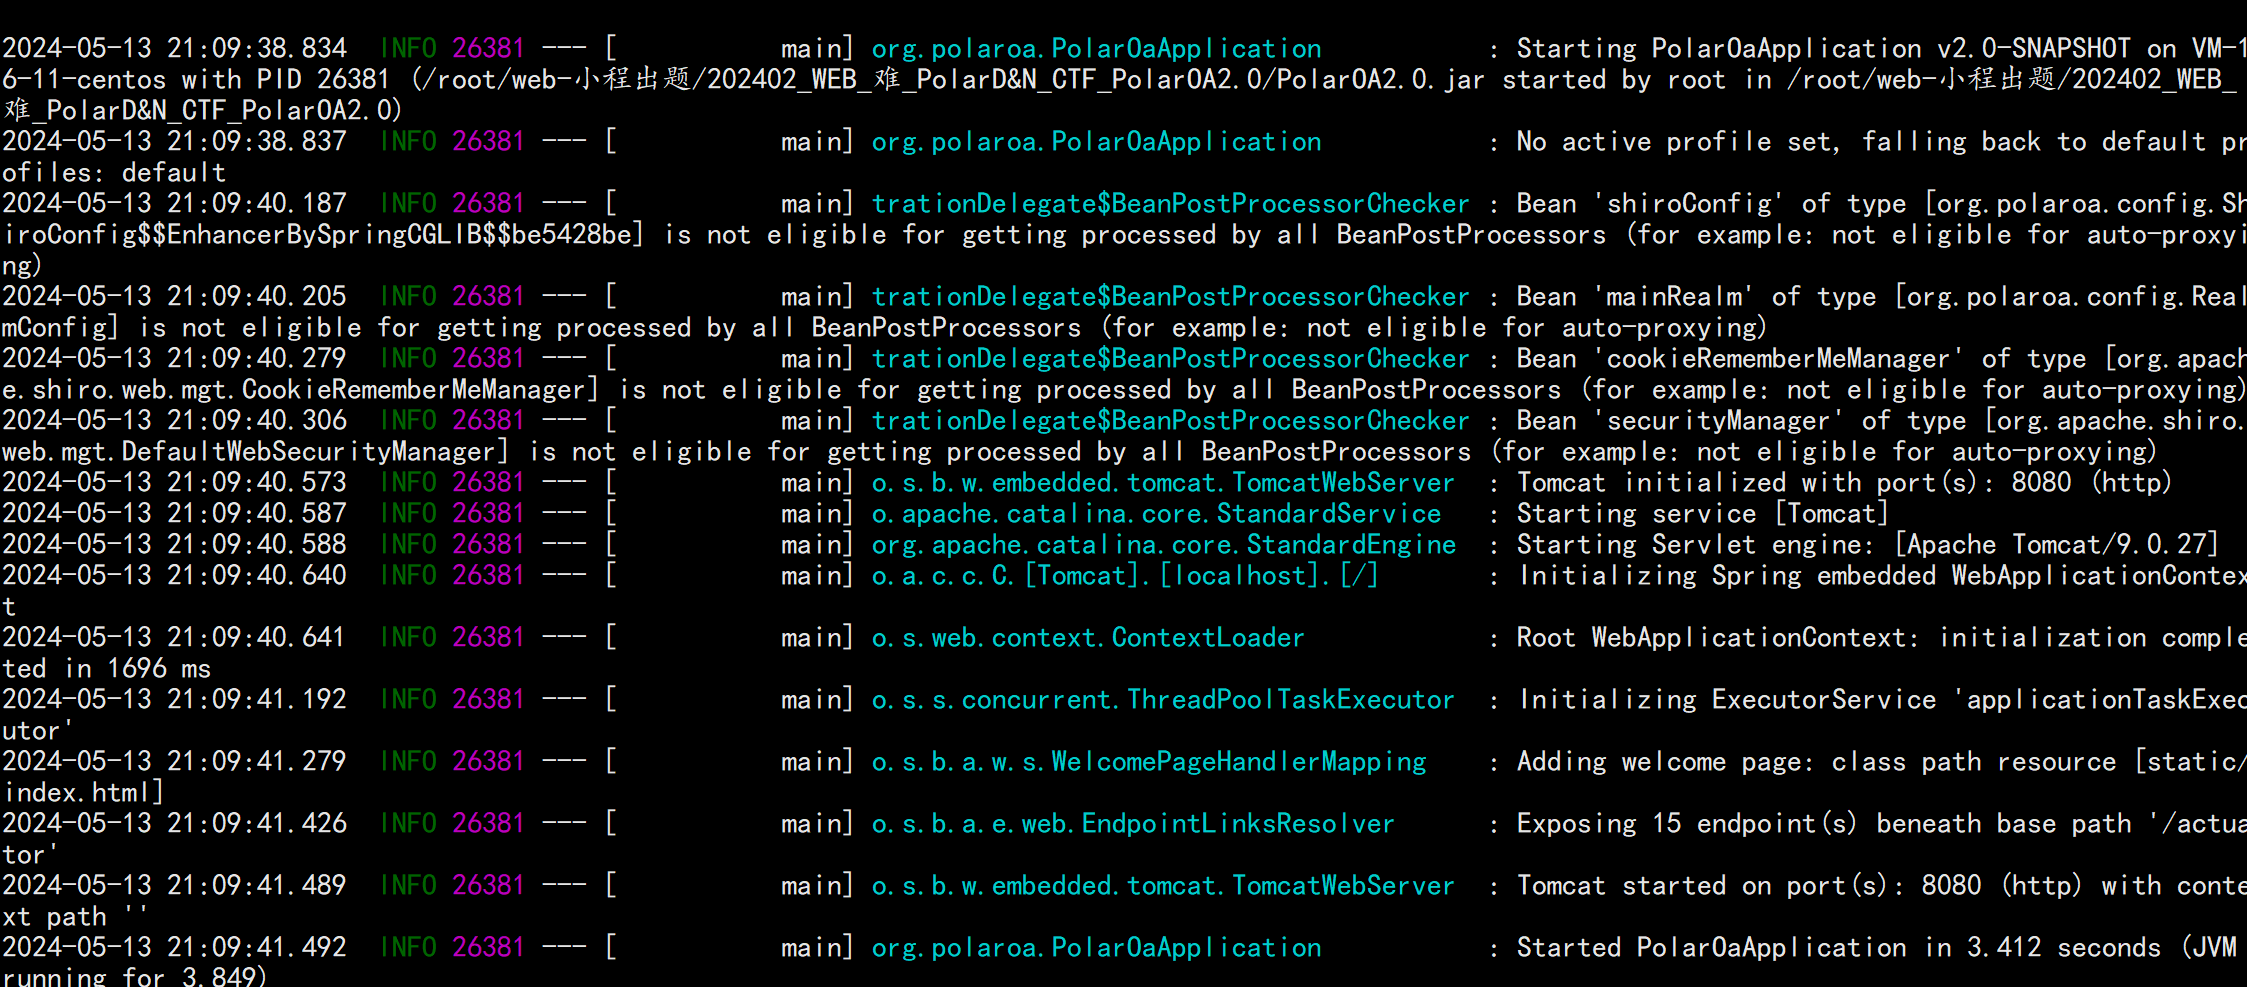 2024-05-13 21:09:38.834  INFO 26381 --- [           main] org.polaroa.PolarOaApplication           : Starting PolarOaApplication v2.0-SNAPSHOT on VM-1
6-11-centos with PID 26381 (/root/web-小程出题/202402_WEB_难_PolarD&N_CTF_PolarOA2.0/PolarOA2.0.jar started by root in /root/web-小程出题/202402_WEB_
难_PolarD&N_CTF_PolarOA2.0)
2024-05-13 21:09:38.837  INFO 26381 --- [           main] org.polaroa.PolarOaApplication           : No active profile set, falling back to default pr
ofiles: default
2024-05-13 21:09:40.187  INFO 26381 --- [           main] trationDelegate$BeanPostProcessorChecker : Bean 'shiroConfig' of type [org.polaroa.config.Sh
iroConfig$$EnhancerBySpringCGLIB$$be5428be] is not eligible for getting processed by all BeanPostProcessors (for example: not eligible for auto-proxyi
ng)
2024-05-13 21:09:40.205  INFO 26381 --- [           main] trationDelegate$BeanPostProcessorChecker : Bean 'mainRealm' of type [org.polaroa.config.Real
mConfig] is not eligible for getting processed by all BeanPostProcessors (for example: not eligible for auto-proxying)
2024-05-13 21:09:40.279  INFO 26381 --- [           main] trationDelegate$BeanPostProcessorChecker : Bean 'cookieRememberMeManager' of type [org.apach
e.shiro.web.mgt.CookieRememberMeManager] is not eligible for getting processed by all BeanPostProcessors (for example: not eligible for auto-proxying)
2024-05-13 21:09:40.306  INFO 26381 --- [           main] trationDelegate$BeanPostProcessorChecker : Bean 'securityManager' of type [org.apache.shiro.
web.mgt.DefaultWebSecurityManager] is not eligible for getting processed by all BeanPostProcessors (for example: not eligible for auto-proxying)
2024-05-13 21:09:40.573  INFO 26381 --- [           main] o.s.b.w.embedded.tomcat.TomcatWebServer  : Tomcat initialized with port(s): 8080 (http)
2024-05-13 21:09:40.587  INFO 26381 --- [           main] o.apache.catalina.core.StandardService   : Starting service [Tomcat]
2024-05-13 21:09:40.588  INFO 26381 --- [           main] org.apache.catalina.core.StandardEngine  : Starting Servlet engine: [Apache Tomcat/9.0.27]
2024-05-13 21:09:40.640  INFO 26381 --- [           main] o.a.c.c.C.[Tomcat].[localhost].[/]       : Initializing Spring embedded WebApplicationContex
t
2024-05-13 21:09:40.641  INFO 26381 --- [           main] o.s.web.context.ContextLoader            : Root WebApplicationContext: initialization comple
ted in 1696 ms
2024-05-13 21:09:41.192  INFO 26381 --- [           main] o.s.s.concurrent.ThreadPoolTaskExecutor  : Initializing ExecutorService 'applicationTaskExec
utor'
2024-05-13 21:09:41.279  INFO 26381 --- [           main] o.s.b.a.w.s.WelcomePageHandlerMapping    : Adding welcome page: class path resource [static/
index.html]
2024-05-13 21:09:41.426  INFO 26381 --- [           main] o.s.b.a.e.web.EndpointLinksResolver      : Exposing 15 endpoint(s) beneath base path '/actua
tor'
2024-05-13 21:09:41.489  INFO 26381 --- [           main] o.s.b.w.embedded.tomcat.TomcatWebServer  : Tomcat started on port(s): 8080 (http) with conte
xt path ''
2024-05-13 21:09:41.492  INFO 26381 --- [           main] org.polaroa.PolarOaApplication           : Started PolarOaApplication in 3.412 seconds (JVM
running for 3.849)